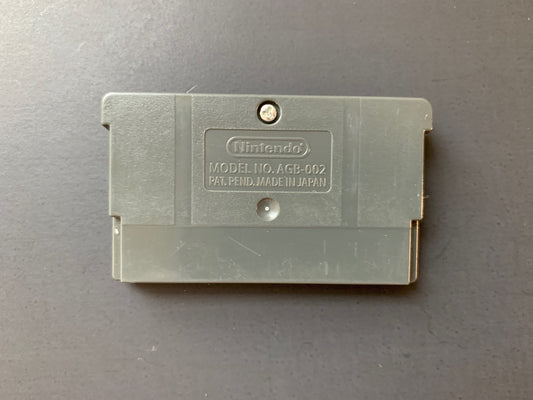 Nintendo
MODEL NO. AGB-002
PAT. PEND. MADE IN JAPAN